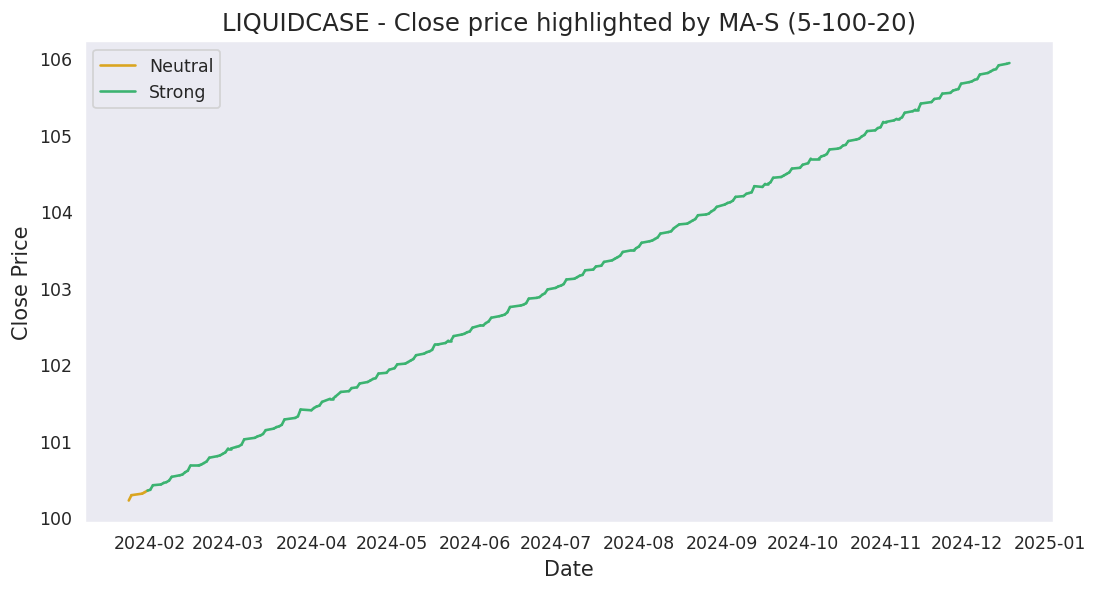 LIQUIDCASE - Close price highlighted by MA-S (5-100-20)
Neutral
Strong
Close Price
106
105
104
103
102
101
100
2024-02 2024-03 2024-04 2024-05 2024-06 2024-07 2024-08 2024-09 2024-10 2024-11 2024-12 2025-01
Date